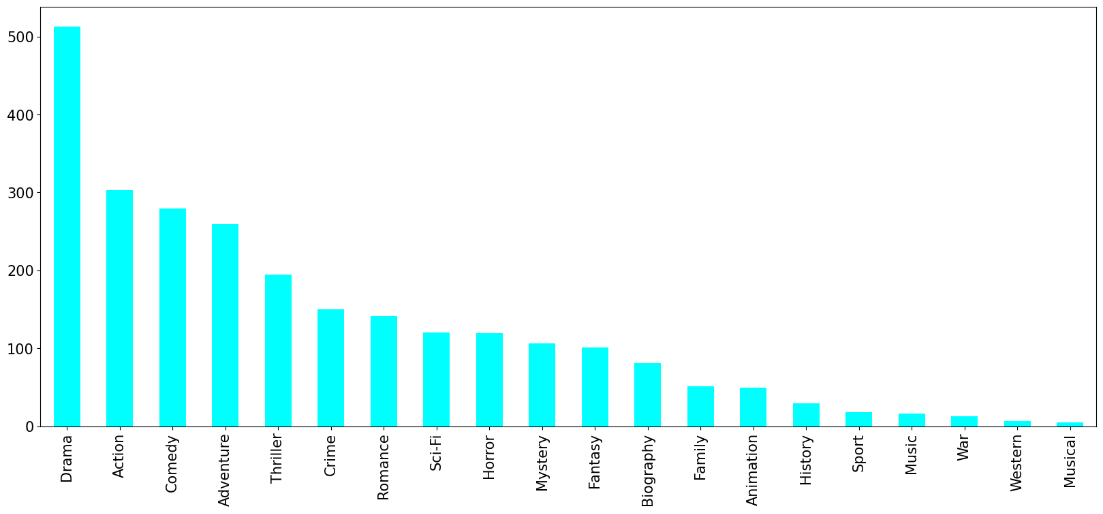 500
400
300
200
100
0
Drama
Action
Comedy
Adventure
Thriller
Crime
Romance
Sci-Fi
Horror
Mystery
Fantasy
Biography
Family
Animation
History
Sport
Music
War
Western
Musical